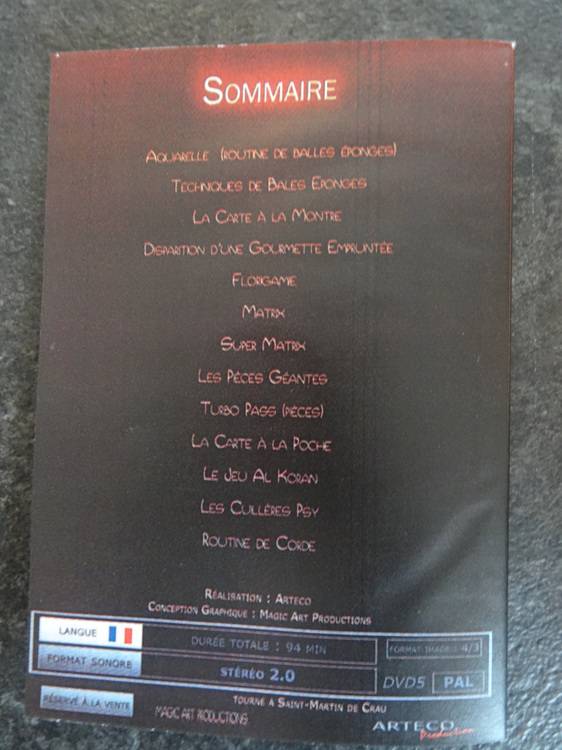 SOMMAIRE
AQUARELLE (ROUTINE DE BALLES ÉPONGES)
TECHNIQUES DE BALES EPONGES
LA CARTE A LA MONTRE
DISPARITION D'UNE GOURMETTE EMPRUNTÉE
FLORIGAME
MATRIX
SUPER MATRIX
LES PIÈCES GÉANTES
TURBO PASS (PIÈCES)
LA CARTE À LA POCHE
LE JEU AL KORAN
LES CUILLÈRES PSY
ROUTINE DE CORDE
RÉALISATION : ARTECO
CONCEPTION GRAPHIQUE : MAGIC ART PRODUCTIONS
LANGUE
DURÉE TOTALE : 94 MIN
FORMAT IMAGE : 4/3
FORMAT SONORE
STÉRÉO 2.0
DVD5 PAL
RÉSERVÉ À LA VENTE
TOURNÉ A SAINT-MARTIN DE CRAU
MAGIC ART PRODUCTIONS
ARTECO
Production